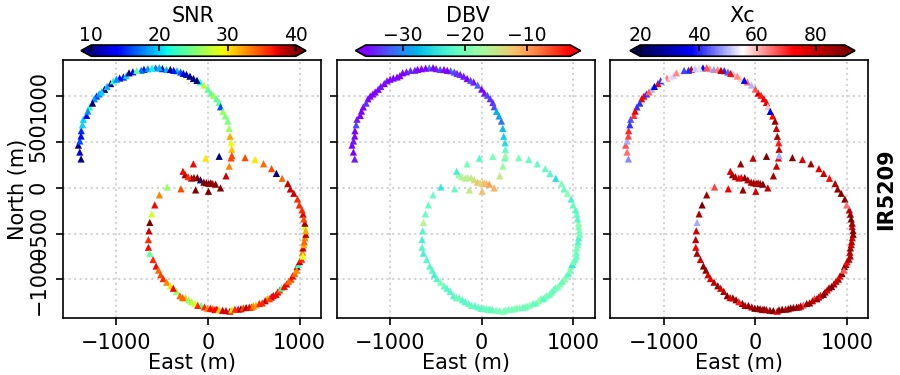 SNR DBV Xc
10 20 30 40 −30 −20 −10 20 40 60 80
1000
500
0
−500
−1000
North (m)
IR5209
−1000 0 1000 −1000 0 1000 −1000 0 1000
East (m) East (m) East (m)